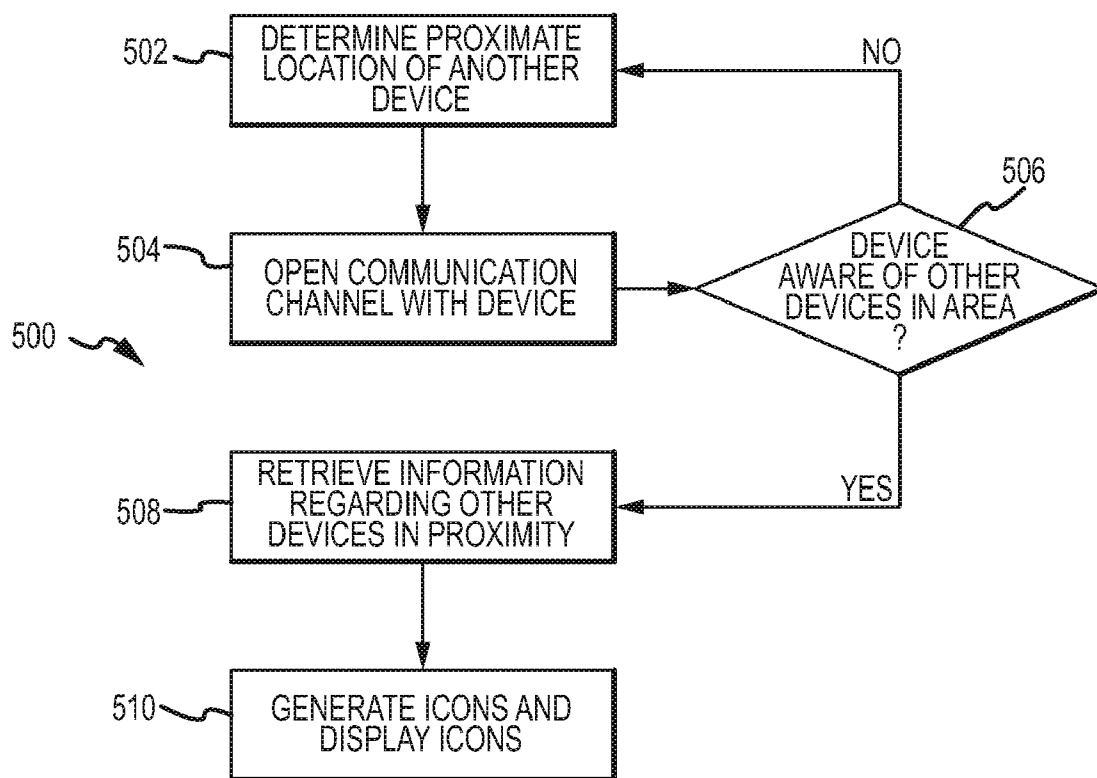 502
DETERMINE PROXIMATE
LOCATION OF ANOTHER
DEVICE
NO
506
504
OPEN COMMUNICATION
CHANNEL WITH DEVICE
DEVICE
AWARE OF OTHER
DEVICES IN AREA
?
500
508
RETRIEVE INFORMATION
REGARDING OTHER
DEVICES IN PROXIMITY
YES
510
GENERATE ICONS AND
DISPLAY ICONS